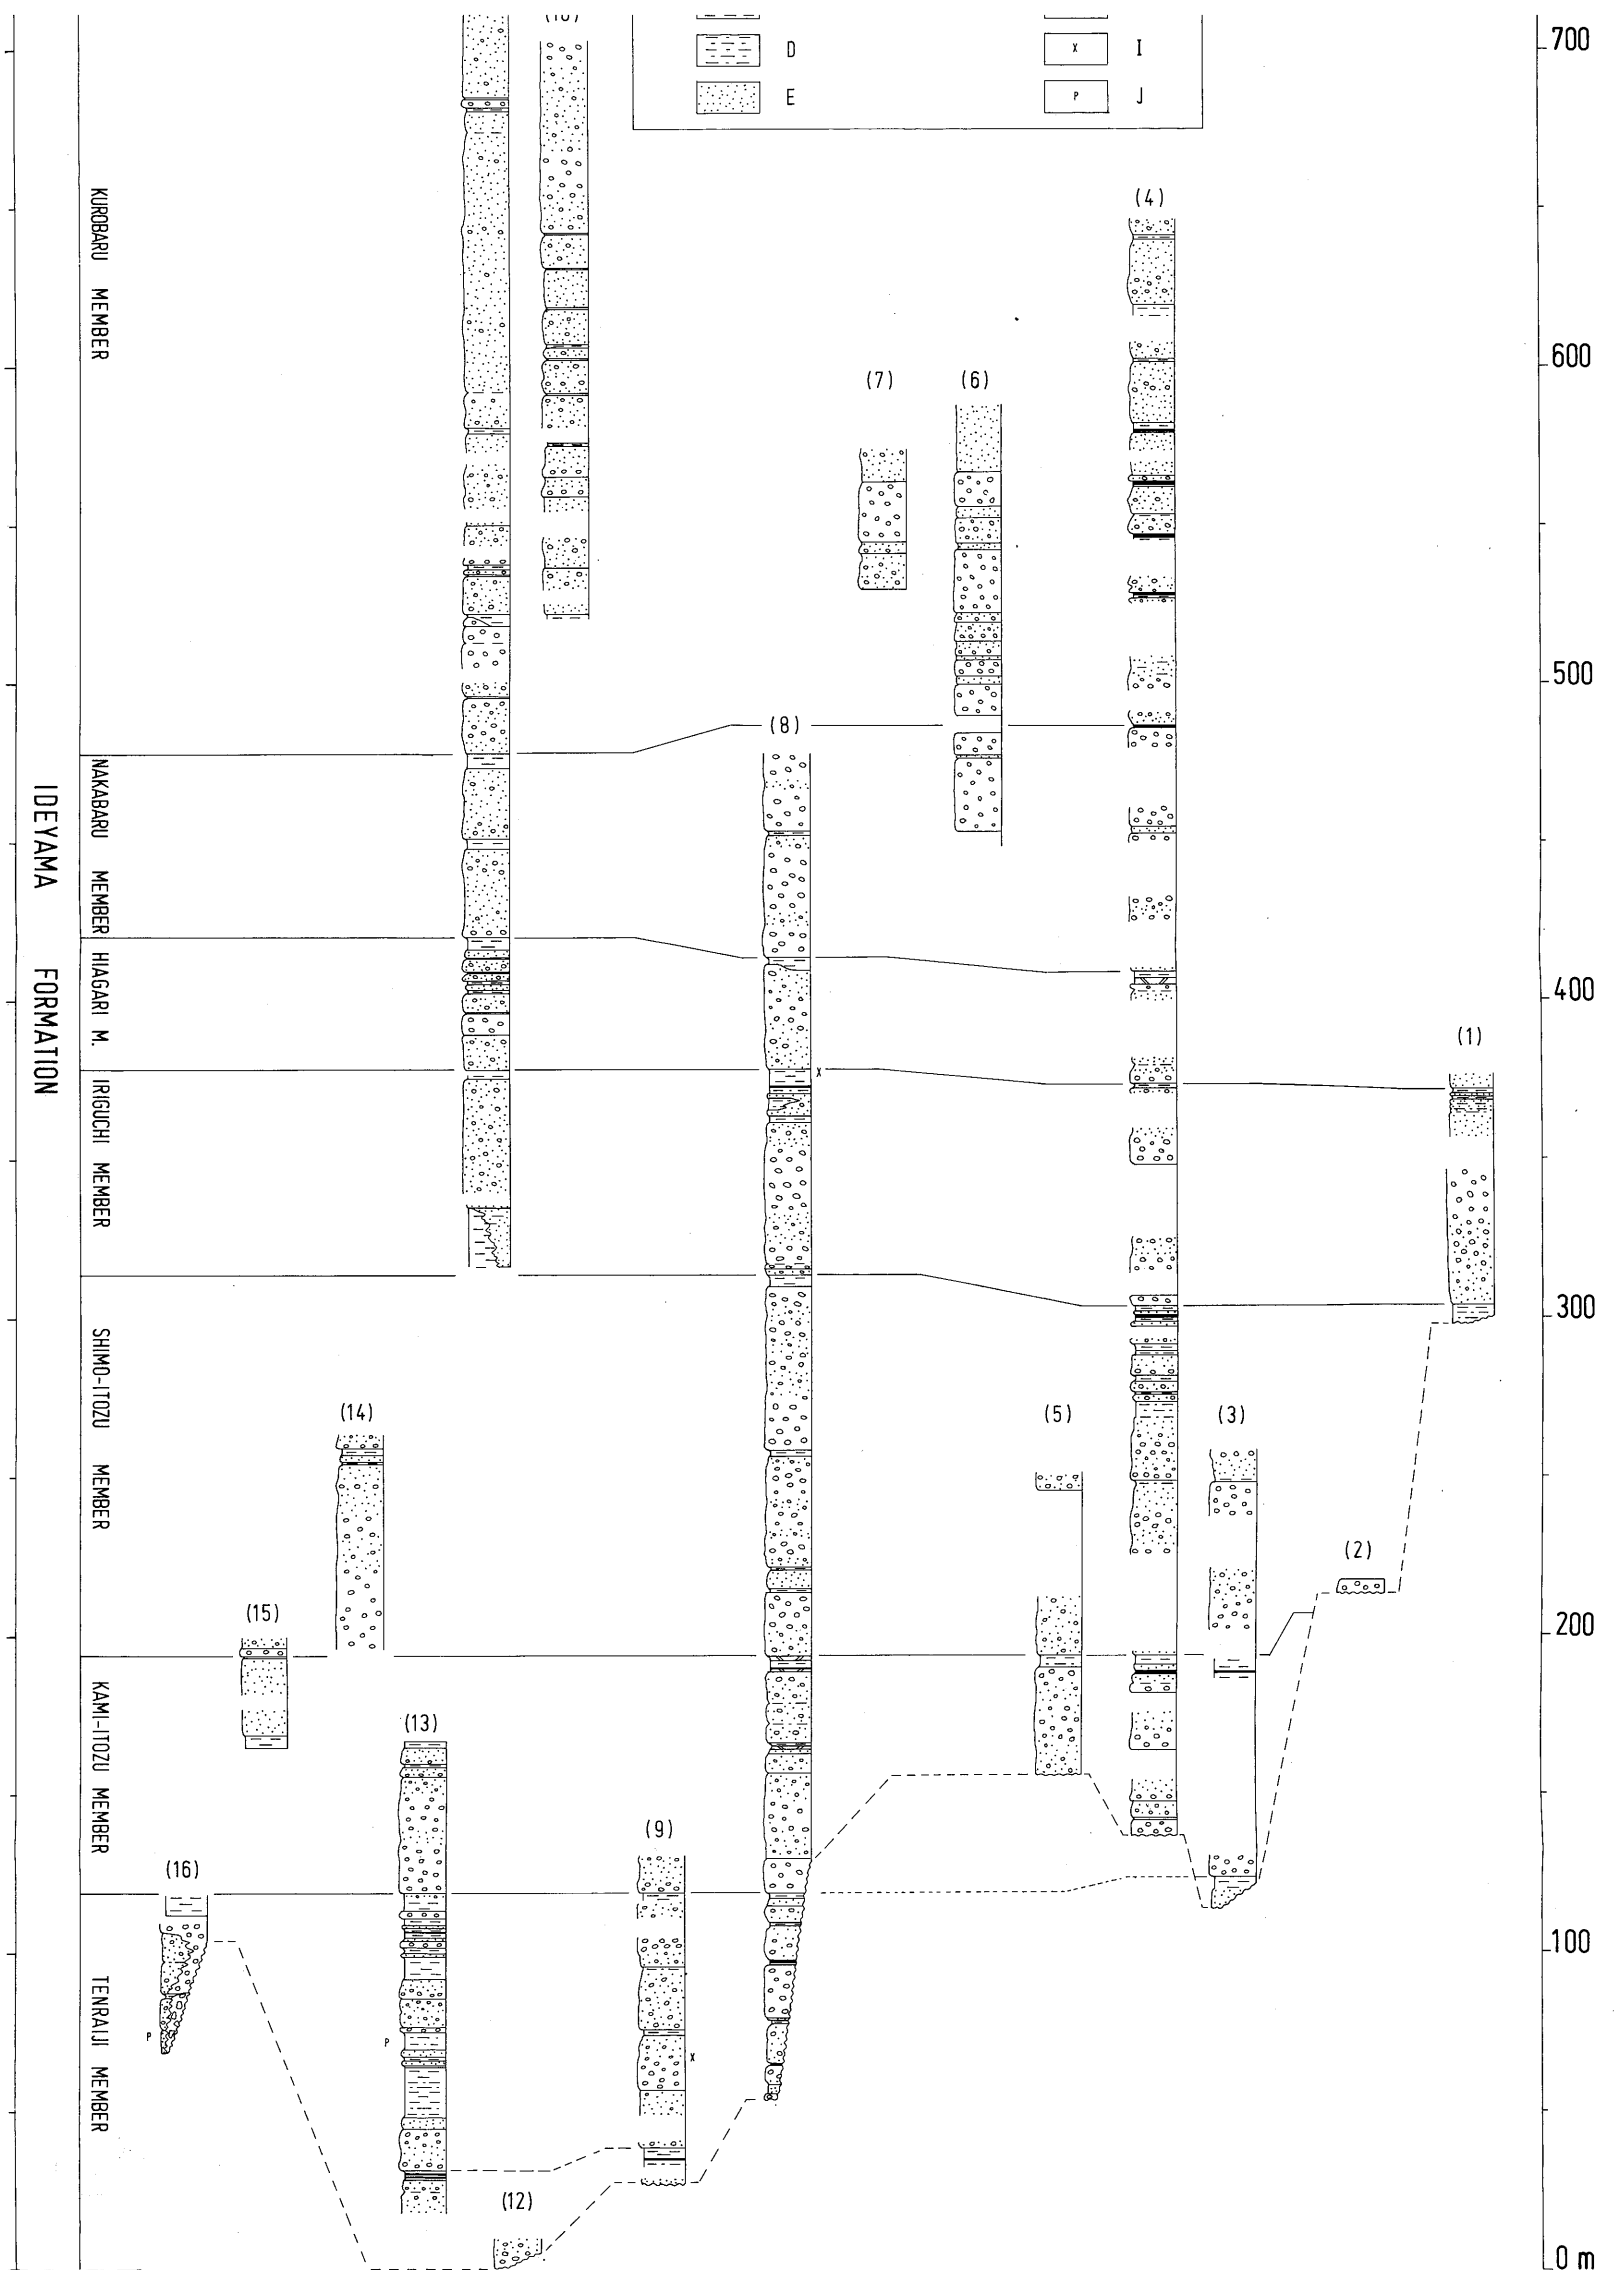 D
E
X I
P J
700
600
500
400
300
200
100
0 m
(4)
(7)
(6)
(8)
(1)
(14)
(5)
(3)
(2)
(15)
(13)
(9)
(16)
(12)
X
X
P
P
KUROBARU MEMBER
NAKABARU MEMBER
HIAGARI M.
IRIGUCHI MEMBER
SHIMO-ITOZU MEMBER
KAMI-ITOZU MEMBER
TENRAIJI MEMBER
IDEYAMA FORMATION